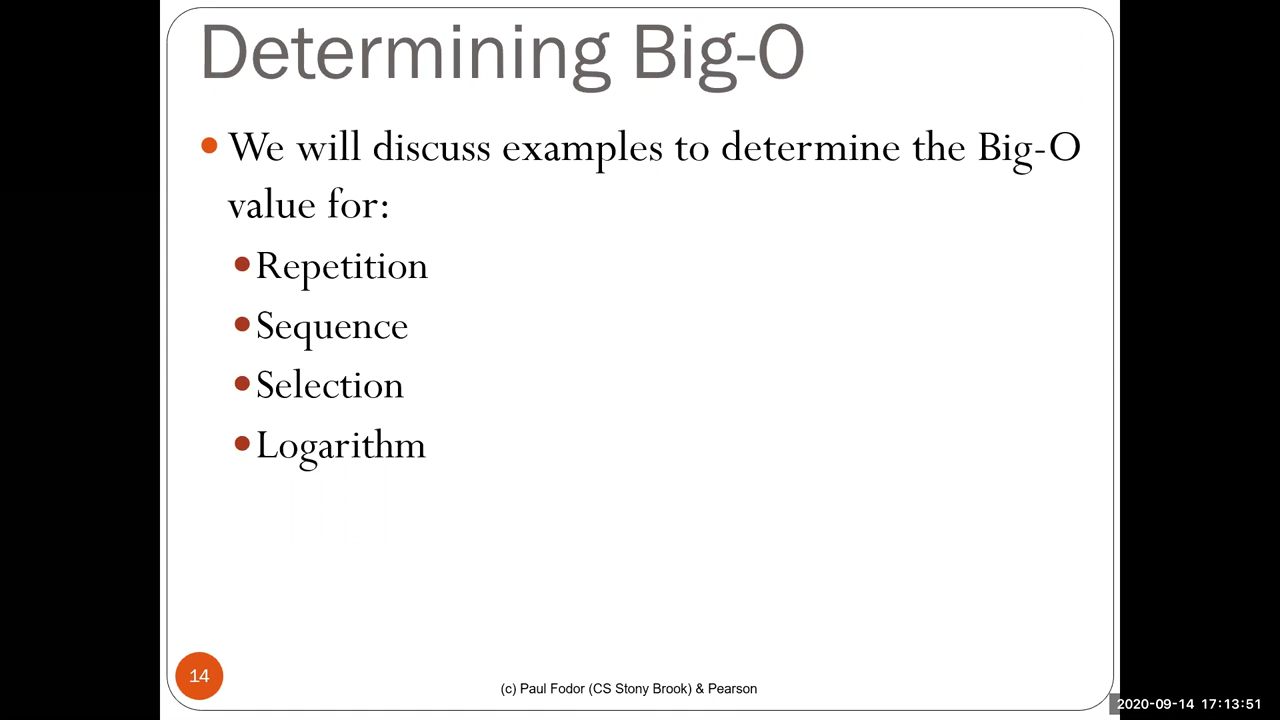 Determining Big-O
We will discuss examples to determine the Big-O
value for:
Repetition
Sequence
Selection
Logarithm
14
(c) Paul Fodor (CS Stony Brook) & Pearson
2020-09-14 17:13:51